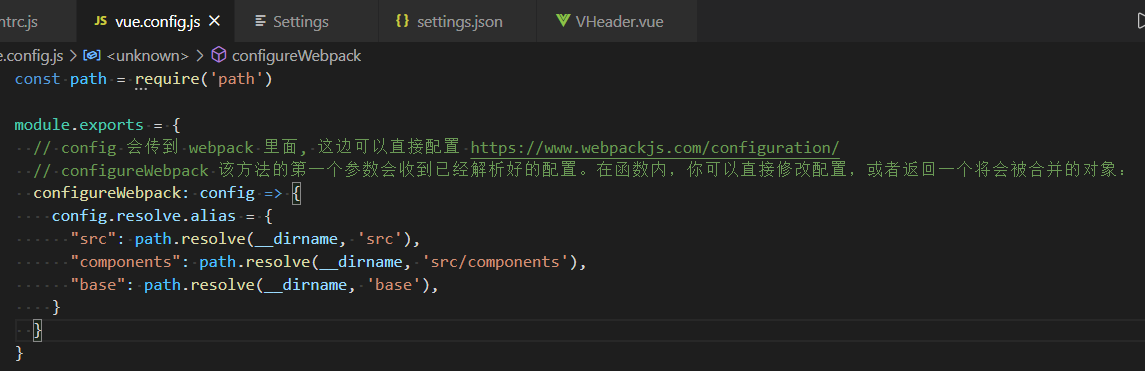 ntrc.js vue.config.js Settings settings.json VHeader.vue
e.config.js > <unknown> > configureWebpack
const path = require('path')
module.exports = {
// config 会传到 webpack 里面, 这边可以直接配置 https://www.webpackjs.com/configuration/
// configureWebpack 该方法的第一个参数会收到已经解析好的配置。在函数内，你可以直接修改配置，或者返回一个将会被合并的对象：
configureWebpack: config => {
config.resolve.alias = {
"src": path.resolve(__dirname, 'src'),
"components": path.resolve(__dirname, 'src/components'),
"base": path.resolve(__dirname, 'base'),
}
}
}